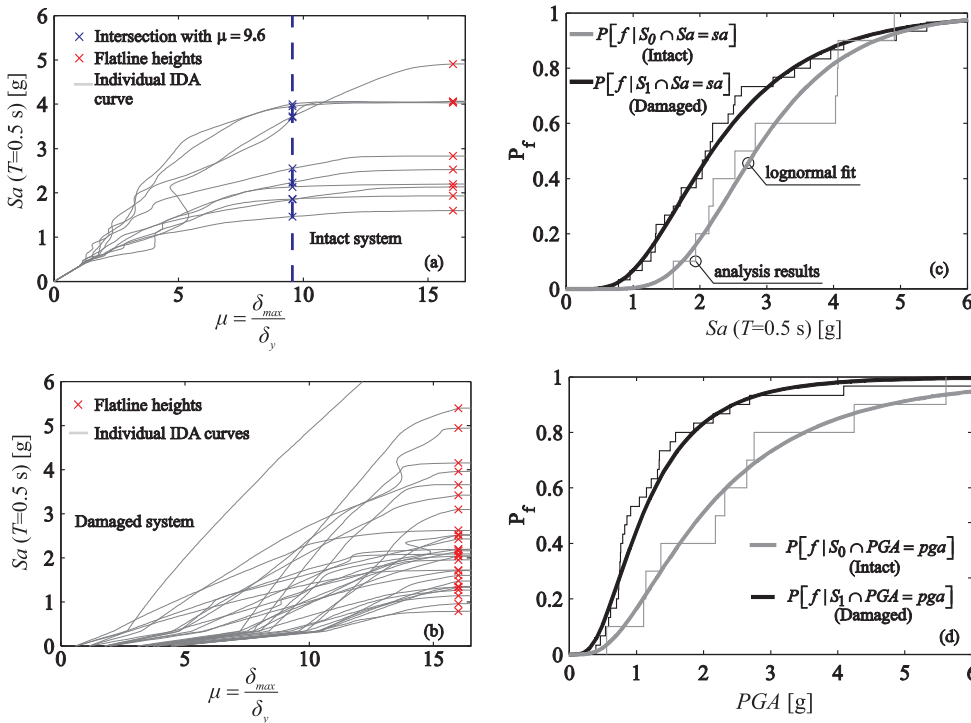 6
5
4
3
2
1
0
Sa (T=0.5 s) [g]
Intersection with μ = 9.6
Flatline heights
Individual IDA
curve
Intact system
(a)
0
5
10
15
μ = δmax / δy
6
5
4
3
2
1
0
Sa (T=0.5 s) [g]
Flatline heights
Individual IDA curves
Damaged system
(b)
0
5
10
15
μ = δmax / δy
1
0.8
0.6
0.4
0.2
0
Pf
P[f | S0 ∩ Sa = sa]
(Intact)
P[f | S1 ∩ Sa = sa]
(Damaged)
lognormal fit
analysis results
(c)
0
1
2
3
4
5
6
Sa (T=0.5 s) [g]
1
0.8
0.6
0.4
0.2
0
Pf
P[f | S0 ∩ PGA = pga]
(Intact)
P[f | S1 ∩ PGA = pga]
(Damaged)
(d)
0
1
2
3
4
5
6
PGA [g]